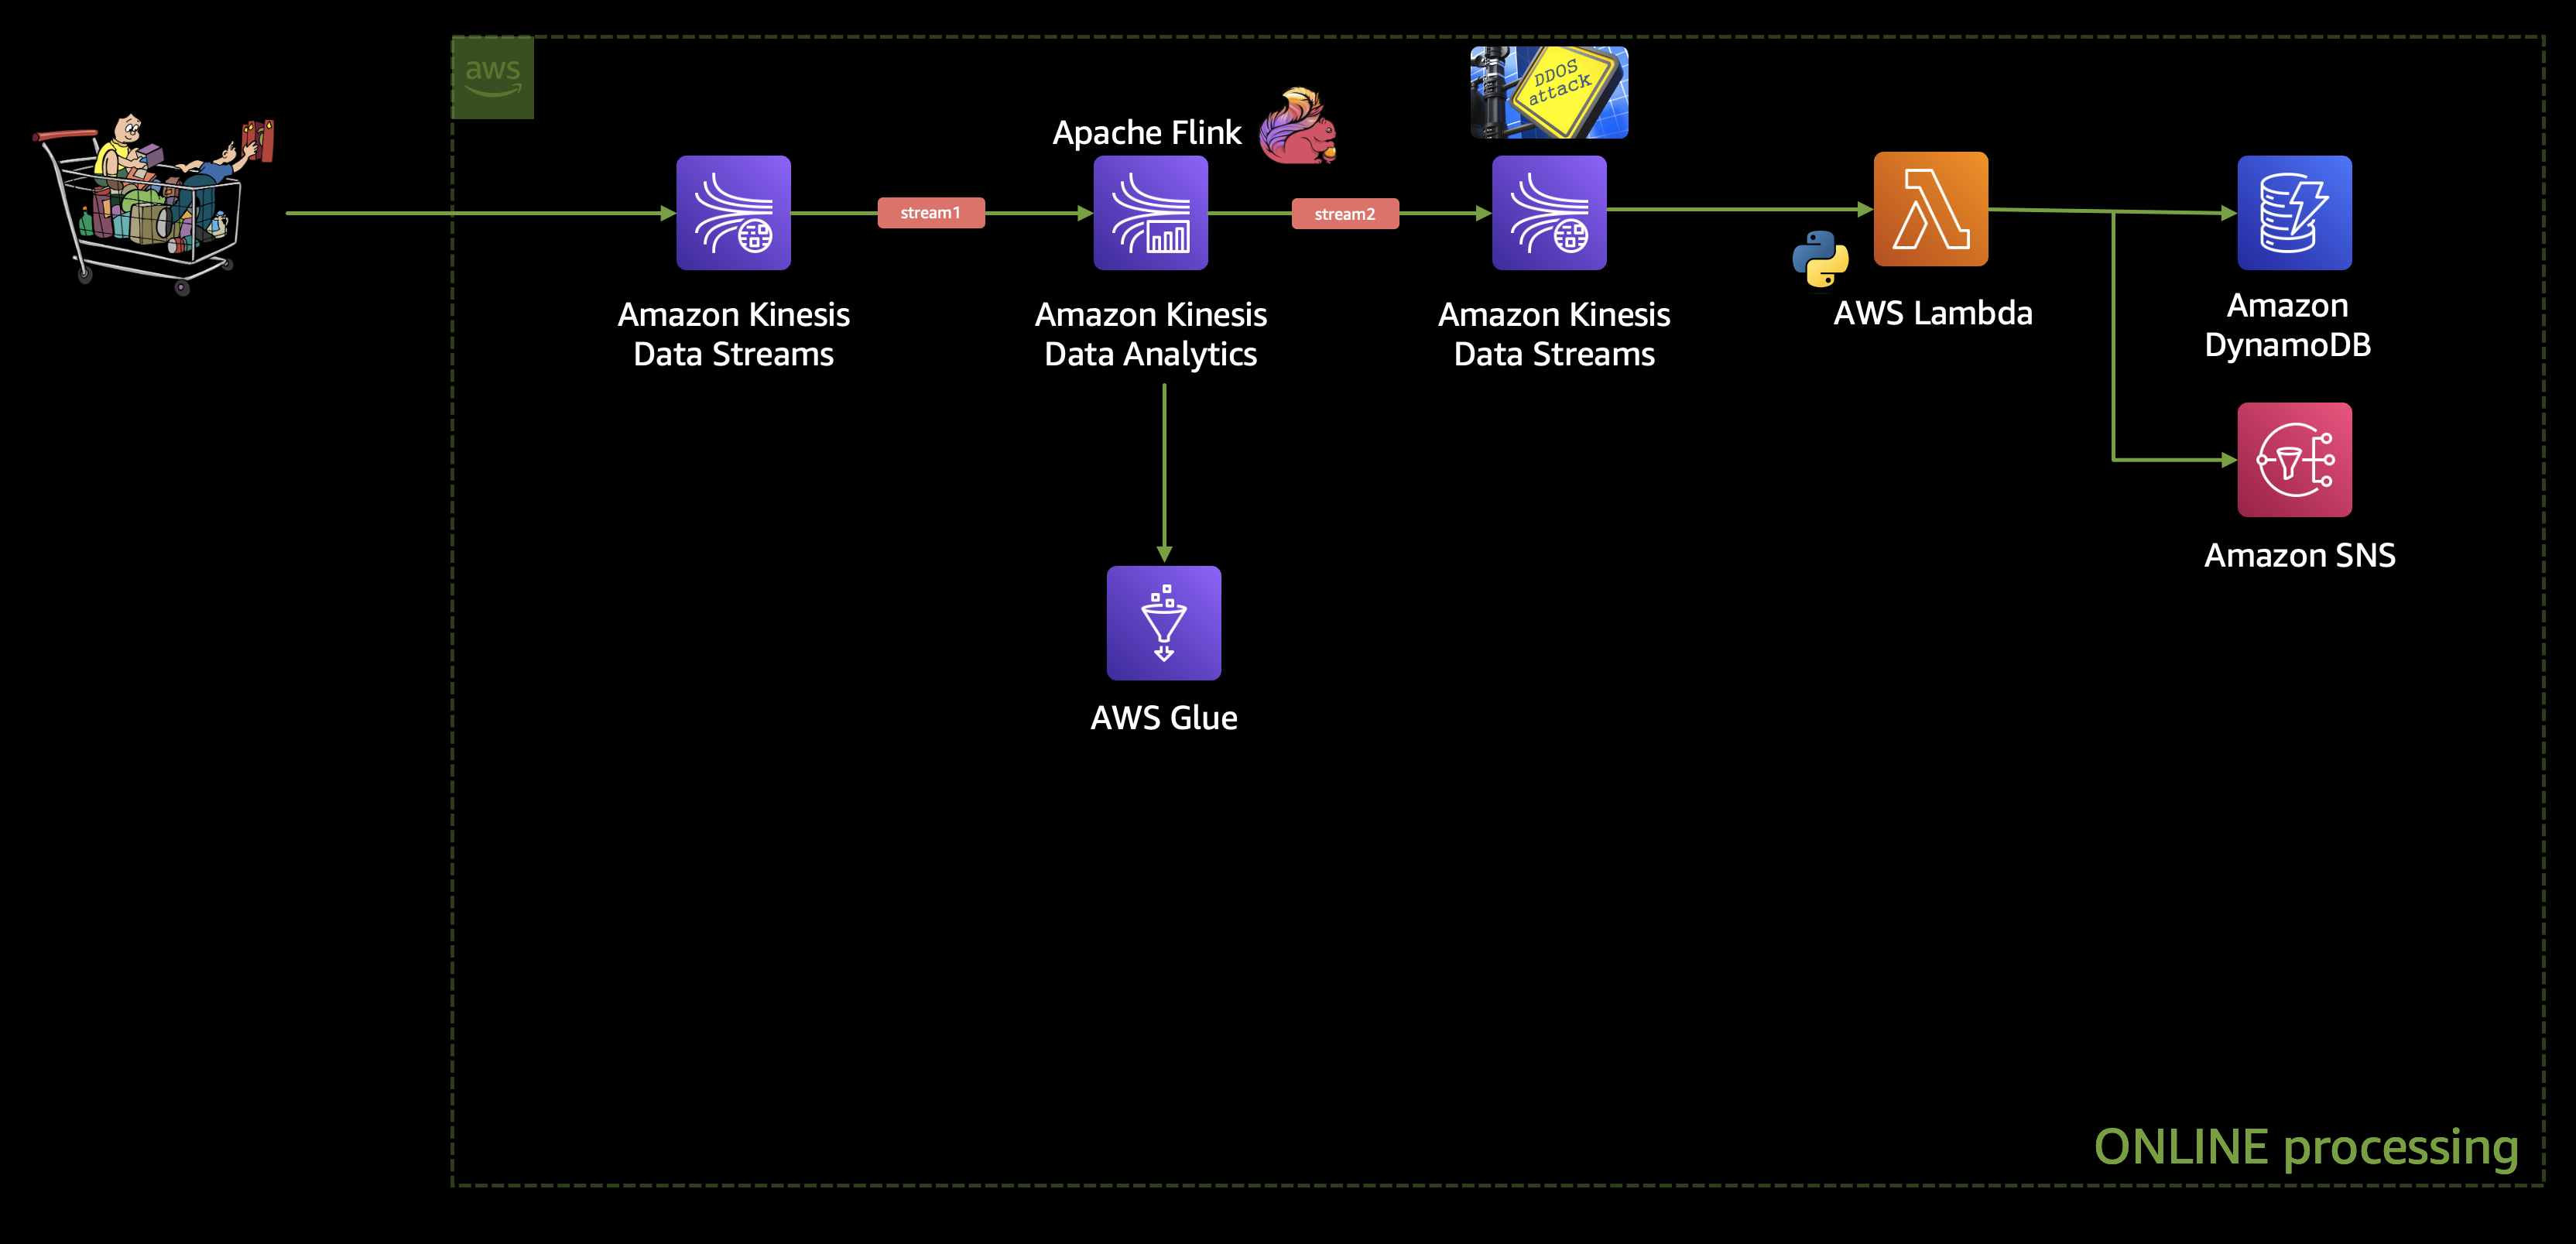 aws
DDOS
attack
Apache Flink
stream1
stream2
Amazon Kinesis
Data Streams
Amazon Kinesis
Data Analytics
Amazon Kinesis
Data Streams
AWS Lambda
Amazon
DynamoDB
Amazon SNS
AWS Glue
ONLINE processing